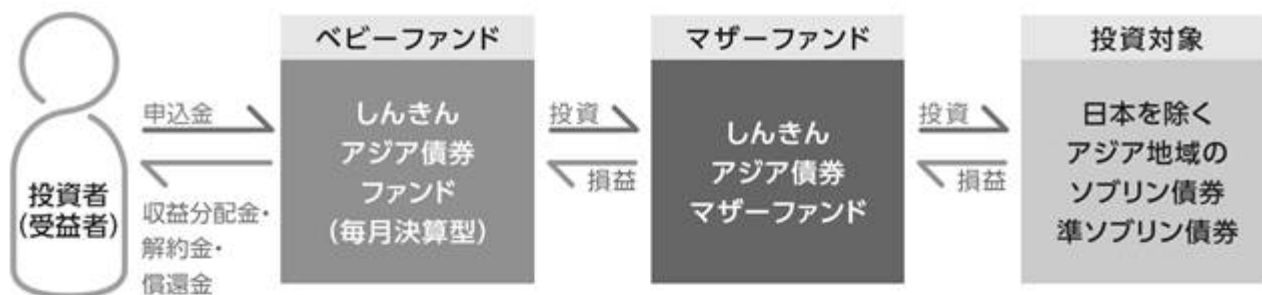 投資者
(受益者)
申込金
収益分配金・
解約金・
償還金
ベビーファンド
しんきん
アジア債券
ファンド
(毎月決算型)
投資
損益
マザーファンド
しんきん
アジア債券
マザーファンド
投資
損益
投資対象
日本を除く
アジア地域の
ソブリン債券
準ソブリン債券